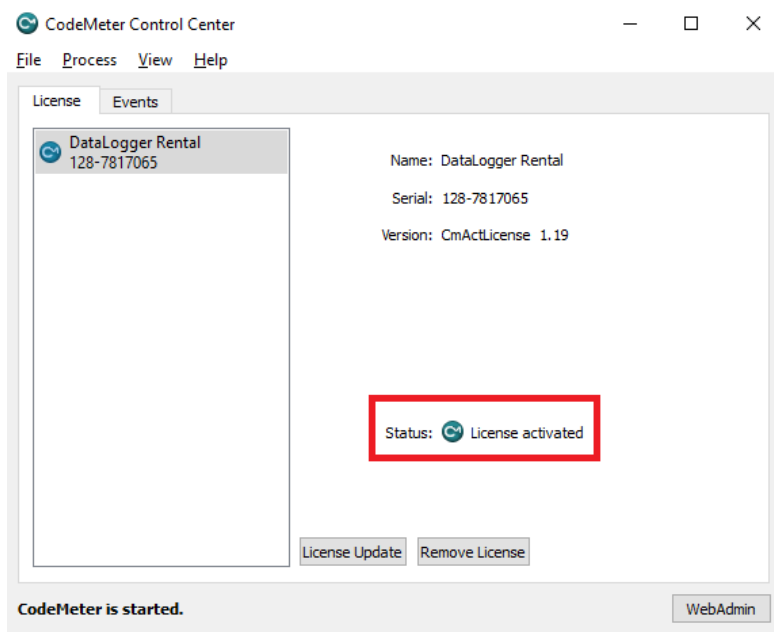 CodeMeter Control Center
File Process View Help
License Events
DataLogger Rental
128-7817065
Name: DataLogger Rental
Serial: 128-7817065
Version: CmActLicense 1.19
Status: License activated
License Update Remove License
CodeMeter is started.
WebAdmin